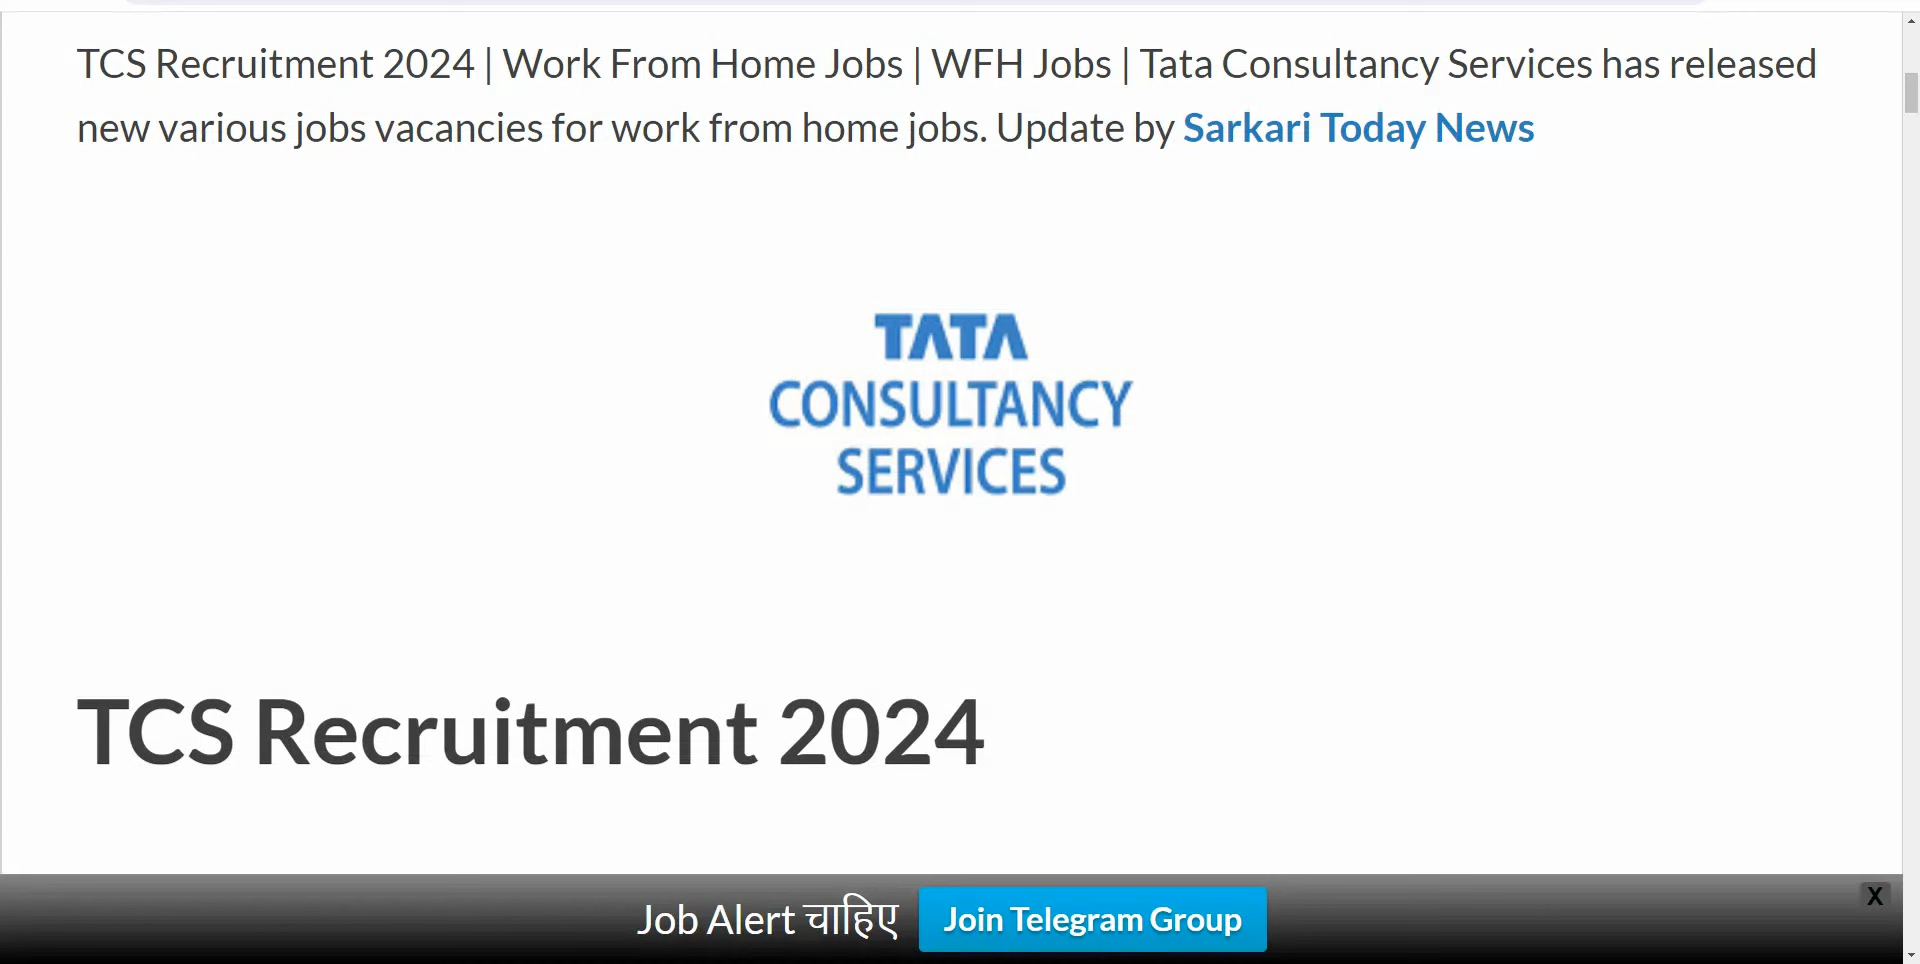 TCS Recruitment 2024 | Work From Home Jobs | WFH Jobs | Tata Consultancy Services has released
new various jobs vacancies for work from home jobs. Update by Sarkari Today News
TATA
CONSULTANCY
SERVICES
TCS Recruitment 2024
X
Job Alert चाहिए Join Telegram Group